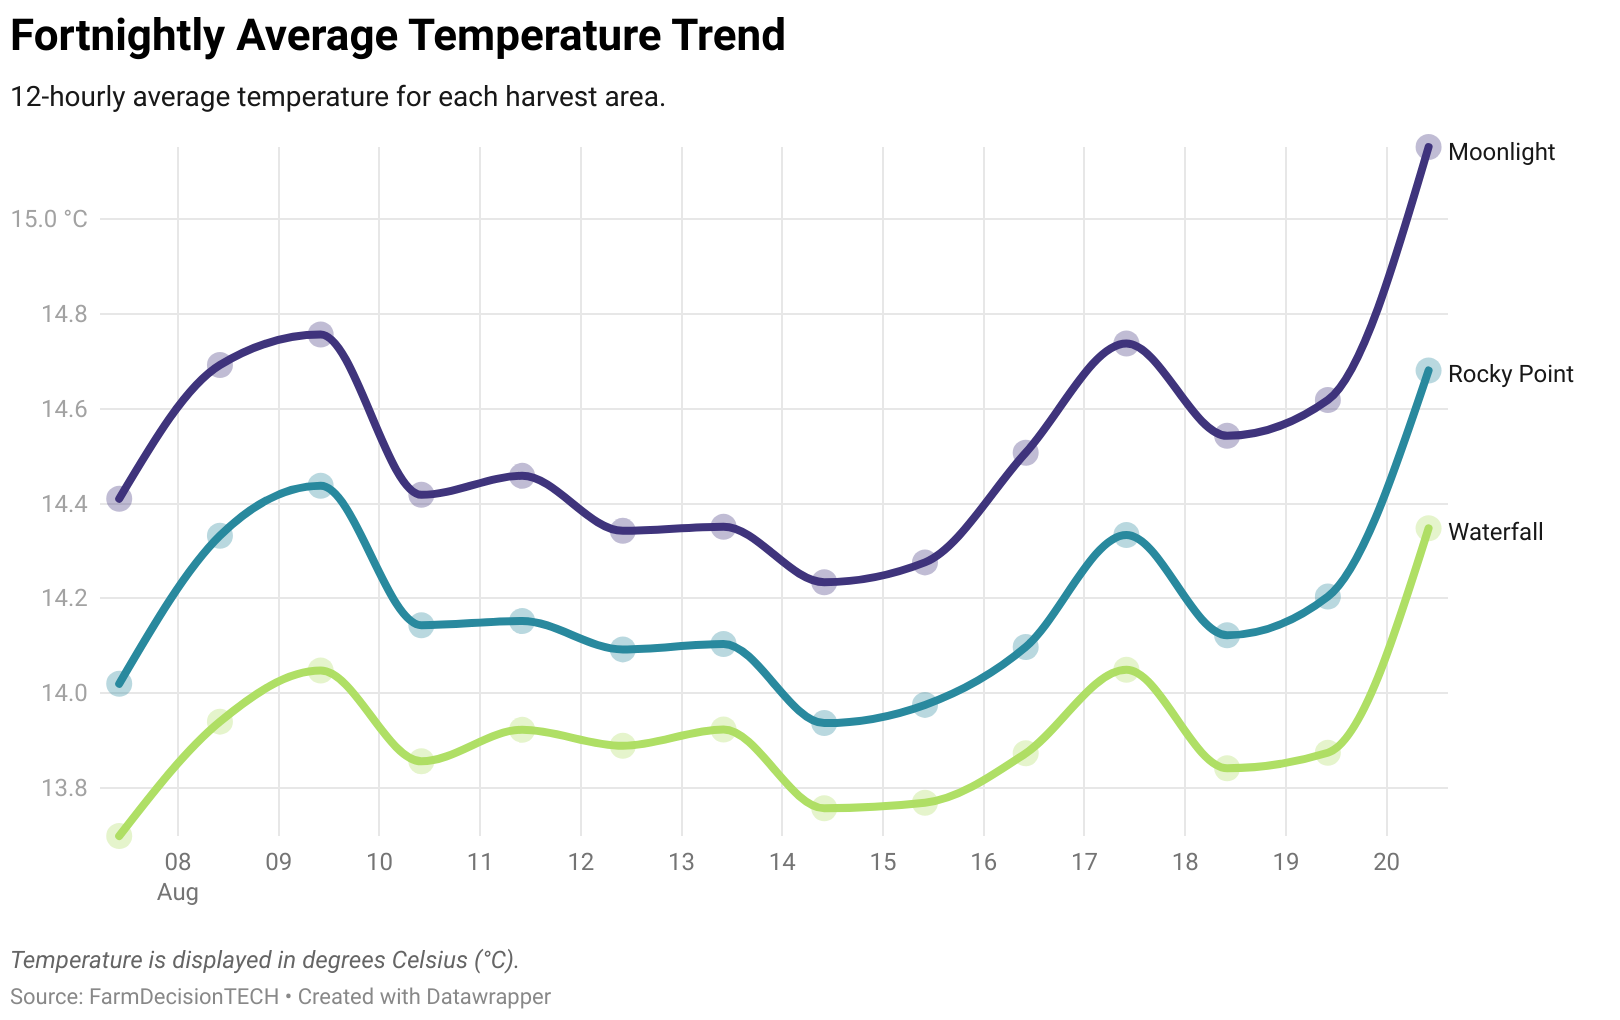 Fortnightly Average Temperature Trend
12-hourly average temperature for each harvest area.
Moonlight
15.0 °C
14.8
Rocky Point
14.6
14.4
Waterfall
14.2
14.0
13.8
08 09 10 11 12 13 14 15 16 17 18 19 20
Aug
Temperature is displayed in degrees Celsius (°C).
Source: FarmDecisionTECH • Created with Datawrapper